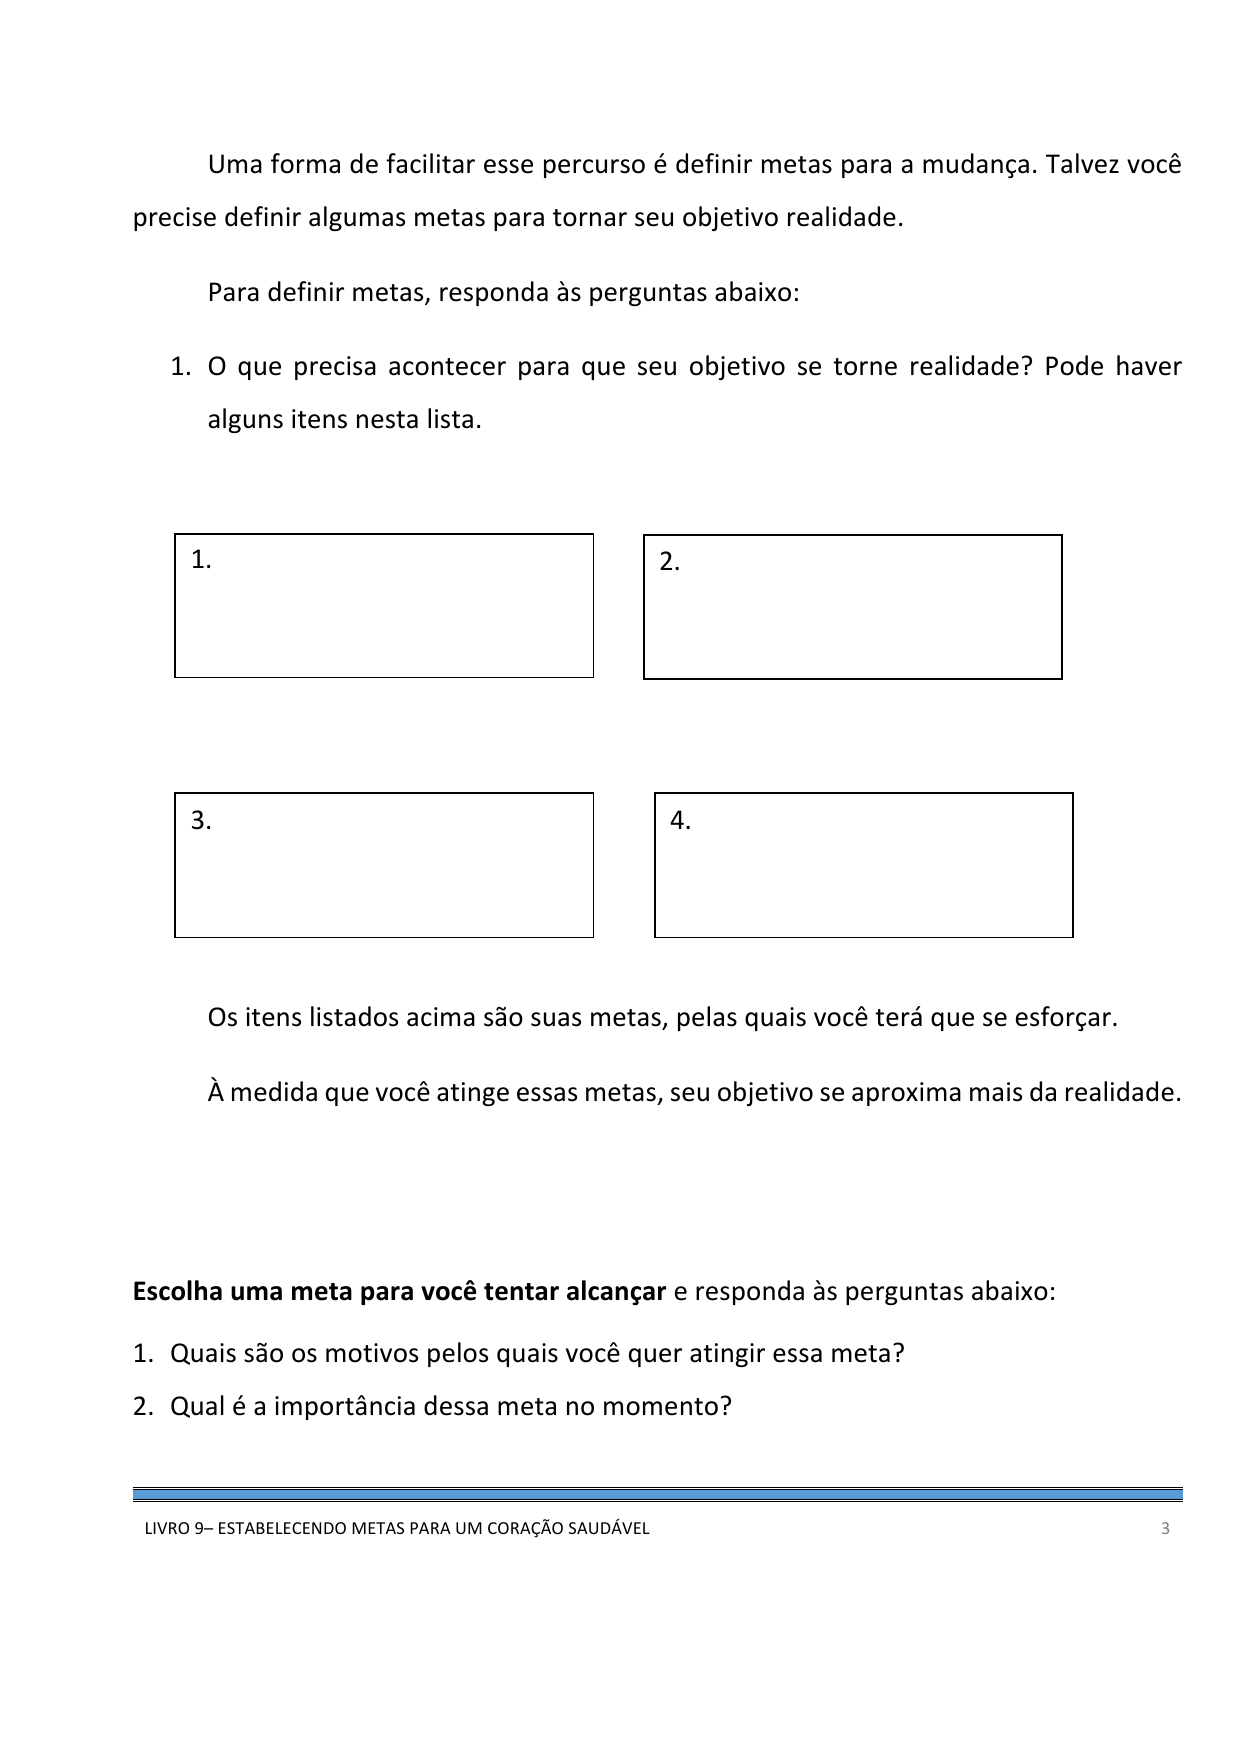 Uma forma de facilitar esse percurso é definir metas para a mudança. Talvez você
precise definir algumas metas para tornar seu objetivo realidade.
Para definir metas, responda às perguntas abaixo:
1. O que precisa acontecer para que seu objetivo se torne realidade? Pode haver
alguns itens nesta lista.
1.
2.
3.
4.
Os itens listados acima são suas metas, pelas quais você terá que se esforçar.
À medida que você atinge essas metas, seu objetivo se aproxima mais da realidade.
Escolha uma meta para você tentar alcançar e responda às perguntas abaixo:
1. Quais são os motivos pelos quais você quer atingir essa meta?
2. Qual é a importância dessa meta no momento?
LIVRO 9– ESTABELECENDO METAS PARA UM CORAÇÃO SAUDÁVEL 3